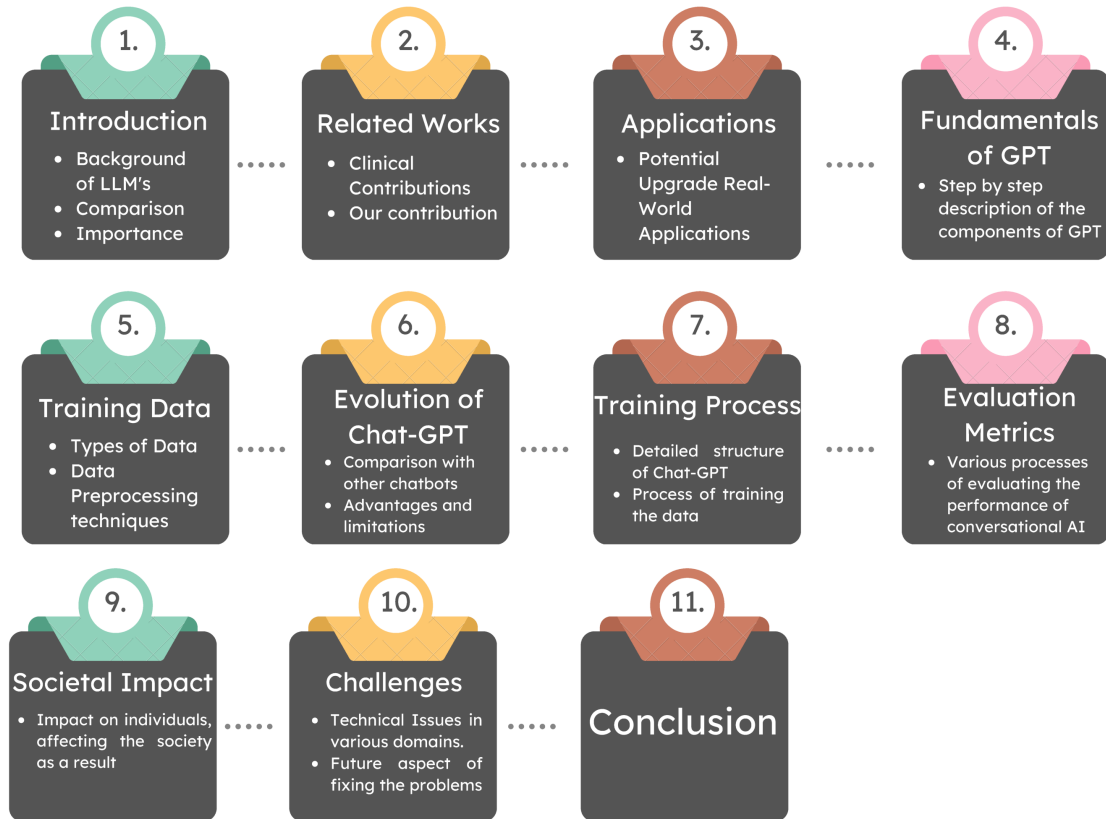 1.
Introduction
• Background
of LLM's
• Comparison
• Importance
2.
Related Works
• Clinical
Contributions
• Our contribution
3.
Applications
• Potential
Upgrade Real-
World
Applications
4.
Fundamentals
of GPT
• Step by step
description of the
components of GPT
5.
Training Data
• Types of Data
• Data
Preprocessing
techniques
6.
Evolution of
Chat-GPT
• Comparison with
other chatbots
• Advantages and
limitations
7.
Training Process
• Detailed structure
of Chat-GPT
• Process of training
the data
8.
Evaluation
Metrics
• Various processes
of evaluating the
performance of
conversational AI
9.
Societal Impact
• Impact on individuals,
affecting the society
as a result
10.
Challenges
• Technical Issues in
various domains.
• Future aspect of
fixing the problems
11.
Conclusion